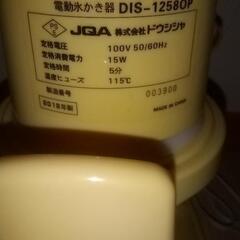 電動氷かき器 DIS-1258OP
PS E JQA 株式会社ドウシシャ
定格電圧 100V 50/60Hz
定格消費電力 15W
定格時間 5分
温度ヒューズ 115℃
製造番号 003900
2018年製 MADE IN CHINA